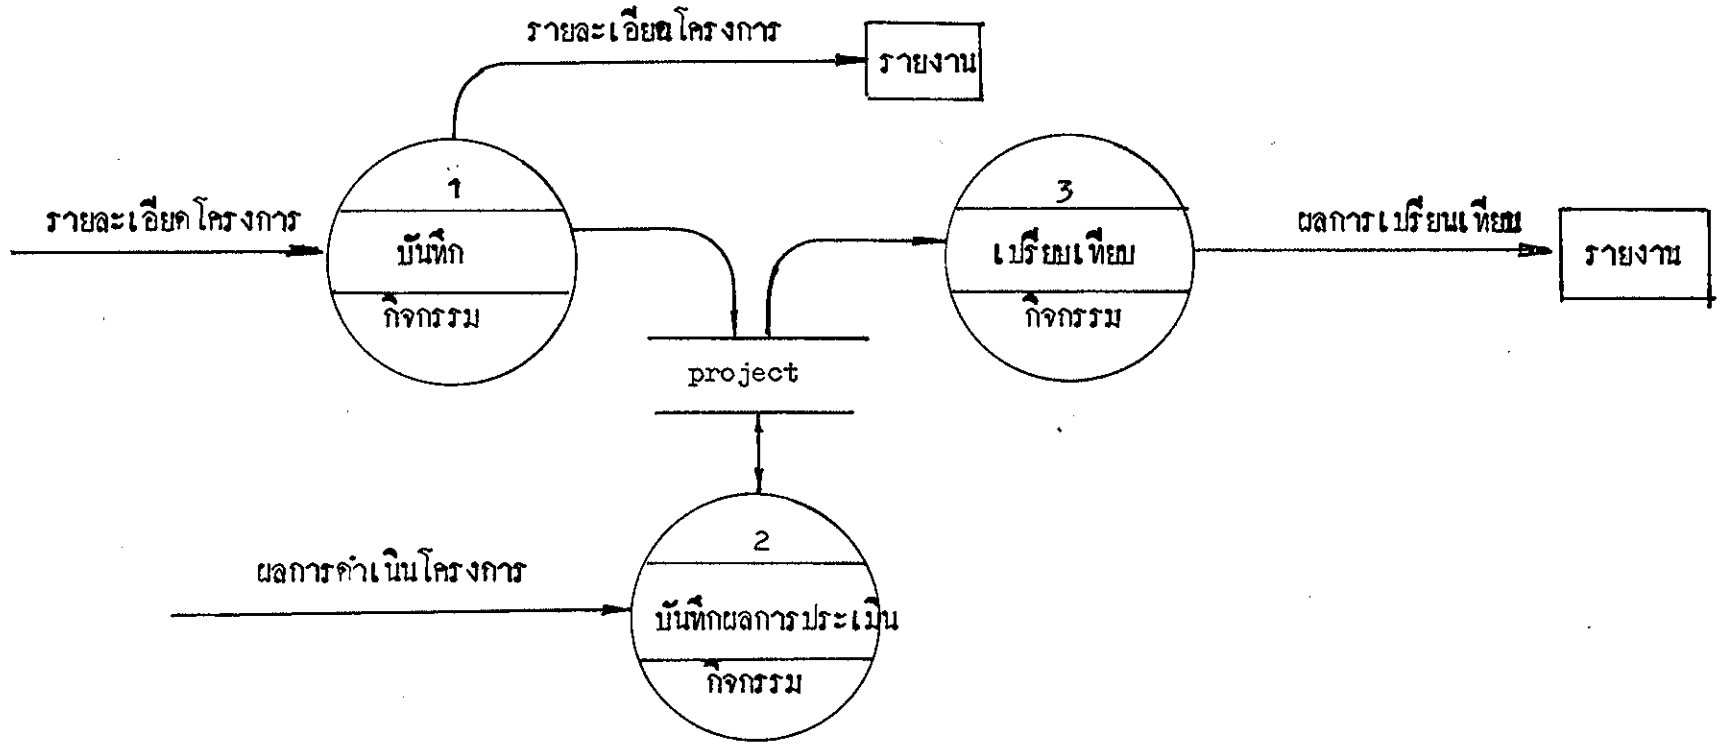 รายละเอียดโครงการ
รายงาน
1
บันทึก
กิจกรรม
รายละเอียดโครงการ
3
เปรียบเทียบ
กิจกรรม
ผลการเปรียบเทียบ
รายงาน
project
2
บันทึกผลการประเมิน
กิจกรรม
ผลการดำเนินโครงการ